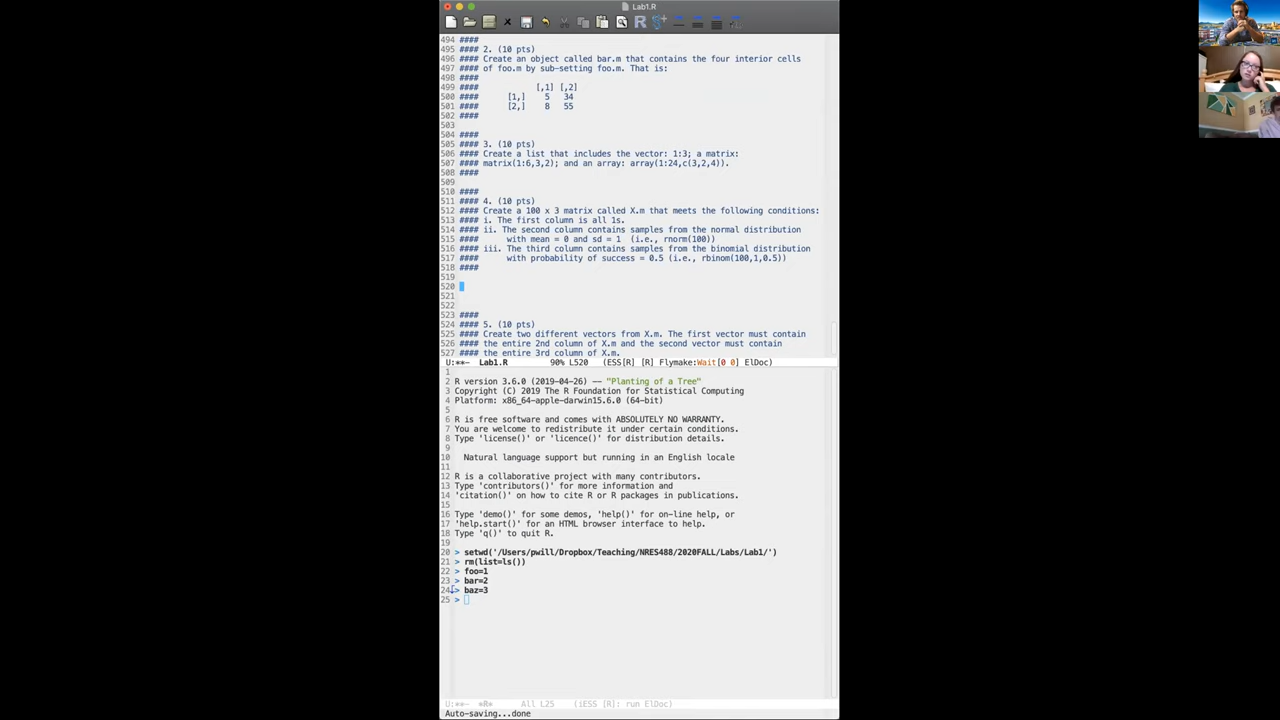 Lab1.R
494 ####
495 #### 2. (10 pts)
496 #### Create an object called bar.m that contains the four interior cells
497 #### of foo.m by sub-setting foo.m. That is:
498 ####
499 #### [,1] [,2]
500 #### [1,] 5 34
501 #### [2,] 8 55
502 ####
503
504 ####
505 #### 3. (10 pts)
506 #### Create a list that includes the vector: 1:3; a matrix:
507 #### matrix(1:6,3,2); and an array: array(1:24,c(3,2,4)).
508 ####
509
510 ####
511 #### 4. (10 pts)
512 #### Create a 100 x 3 matrix called X.m that meets the following conditions:
513 #### i. The first column is all 1s.
514 #### ii. The second column contains samples from the normal distribution
515 #### with mean = 0 and sd = 1 (i.e., rnorm(100))
516 #### iii. The third column contains samples from the binomial distribution
517 #### with probability of success = 0.5 (i.e., rbinom(100,1,0.5))
518 ####
519
520
521
522
523 ####
524 #### 5. (10 pts)
525 #### Create two different vectors from X.m. The first vector must contain
526 #### the entire 2nd column of X.m and the second vector must contain
527 #### the entire 3rd column of X.m.
U:**- Lab1.R 90% L520 (ESS[R] [R] Flymake:Wait[0 0] ElDoc)
1
2 R version 3.6.0 (2019-04-26) -- "Planting of a Tree"
3 Copyright (C) 2019 The R Foundation for Statistical Computing
4 Platform: x86_64-apple-darwin15.6.0 (64-bit)
5
6 R is free software and comes with ABSOLUTELY NO WARRANTY.
7 You are welcome to redistribute it under certain conditions.
8 Type 'license()' or 'licence()' for distribution details.
9
10 Natural language support but running in an English locale
11
12 R is a collaborative project with many contributors.
13 Type 'contributors()' for more information and
14 'citation()' on how to cite R or R packages in publications.
15
16 Type 'demo()' for some demos, 'help()' for on-line help, or
17 'help.start()' for an HTML browser interface to help.
18 Type 'q()' to quit R.
19
20 > setwd('/Users/pwill/Dropbox/Teaching/NRES488/2020FALL/Labs/Lab1/')
21 > rm(list=ls())
22 > foo=1
23 > bar=2
24 > baz=3
25 >
U:**- *R* All L25 (iESS [R]: run ElDoc)
Auto-saving...done